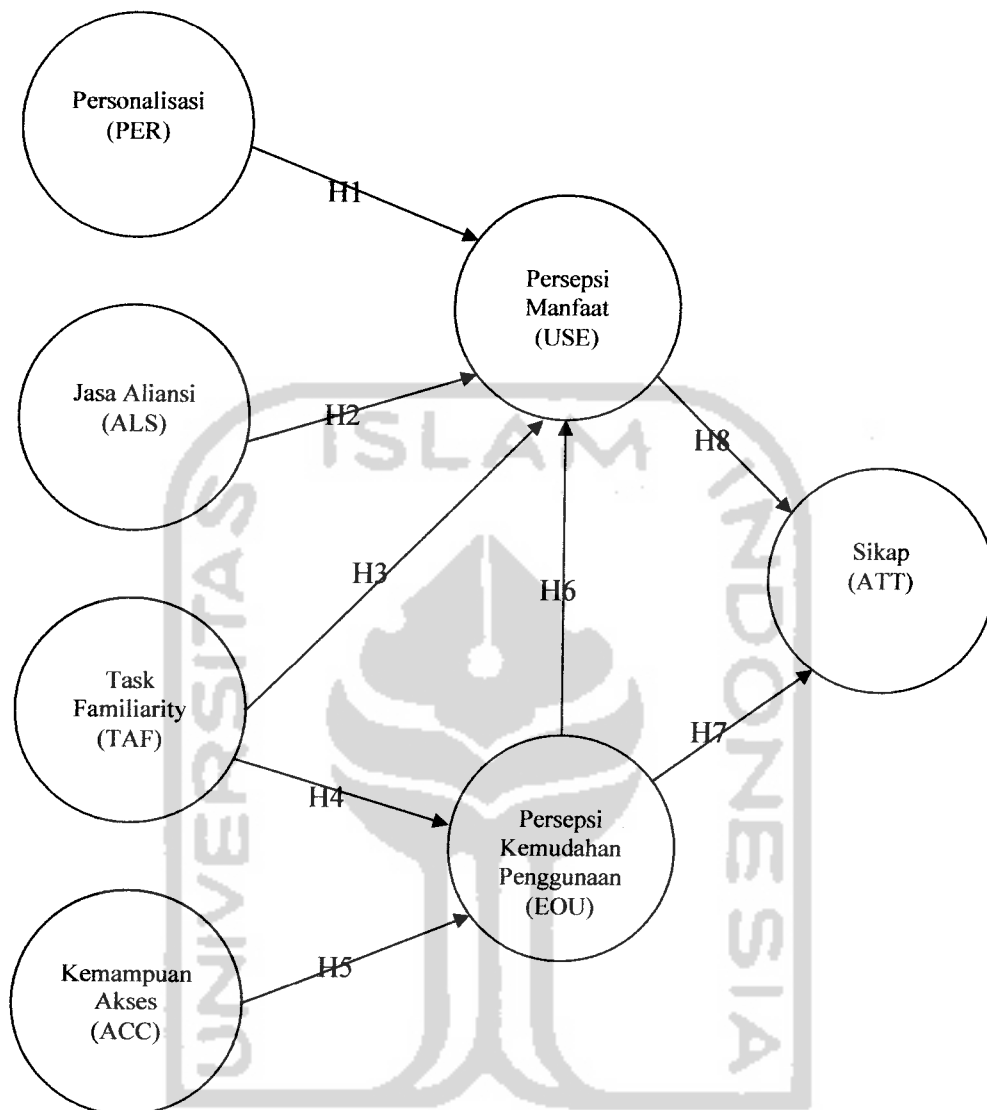 Personalisasi
(PER)
H1
Persepsi
Manfaat
(USE)
Jasa Aliansi
(ALS)
H2
H8
Sikap
(ATT)
H3
H6
Task
Familiarity
(TAF)
H7
H4
Persepsi
Kemudahan
Penggunaan
(EOU)
H5
Kemampuan
Akses
(ACC)
UNIVERSITAS
ISLAM
INDONESIA